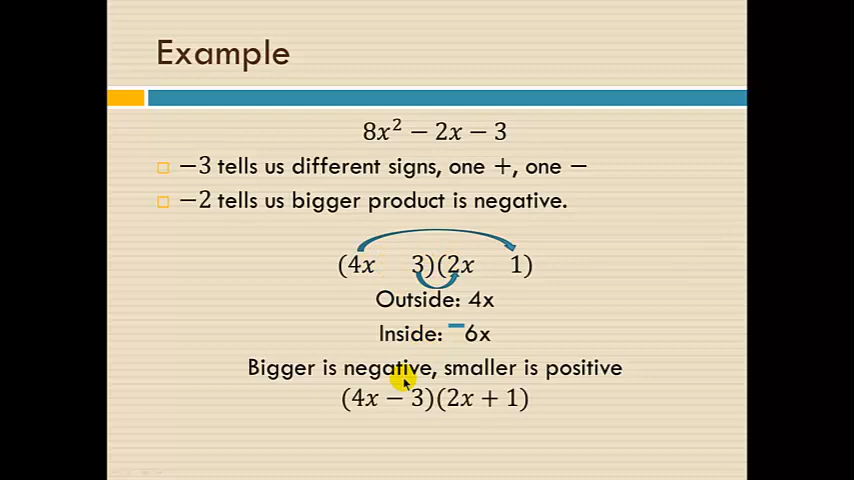 Example
8x² − 2x − 3
−3 tells us different signs, one +, one −
−2 tells us bigger product is negative.
(4x 3)(2x 1)
Outside: 4x
Inside: −6x
Bigger is negative, smaller is positive
(4x − 3)(2x + 1)